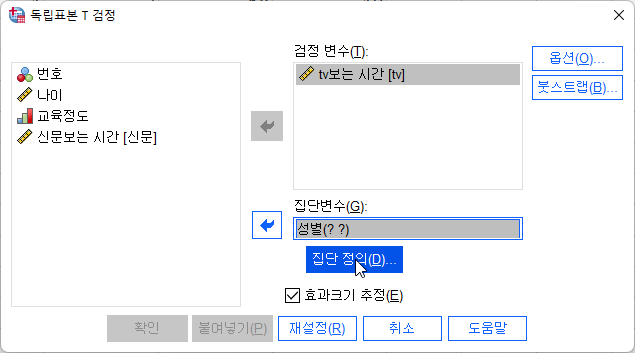 독립표본 T 검정
번호
나이
교육정도
신문보는 시간 [신문]
검정 변수(T):
tv보는 시간 [tv]
옵션(O)...
붓스트랩(B)...
집단변수(G):
성별(? ?)
집단 정의(D)...
효과크기 추정(E)
확인
붙여넣기(P)
재설정(R)
취소
도움말